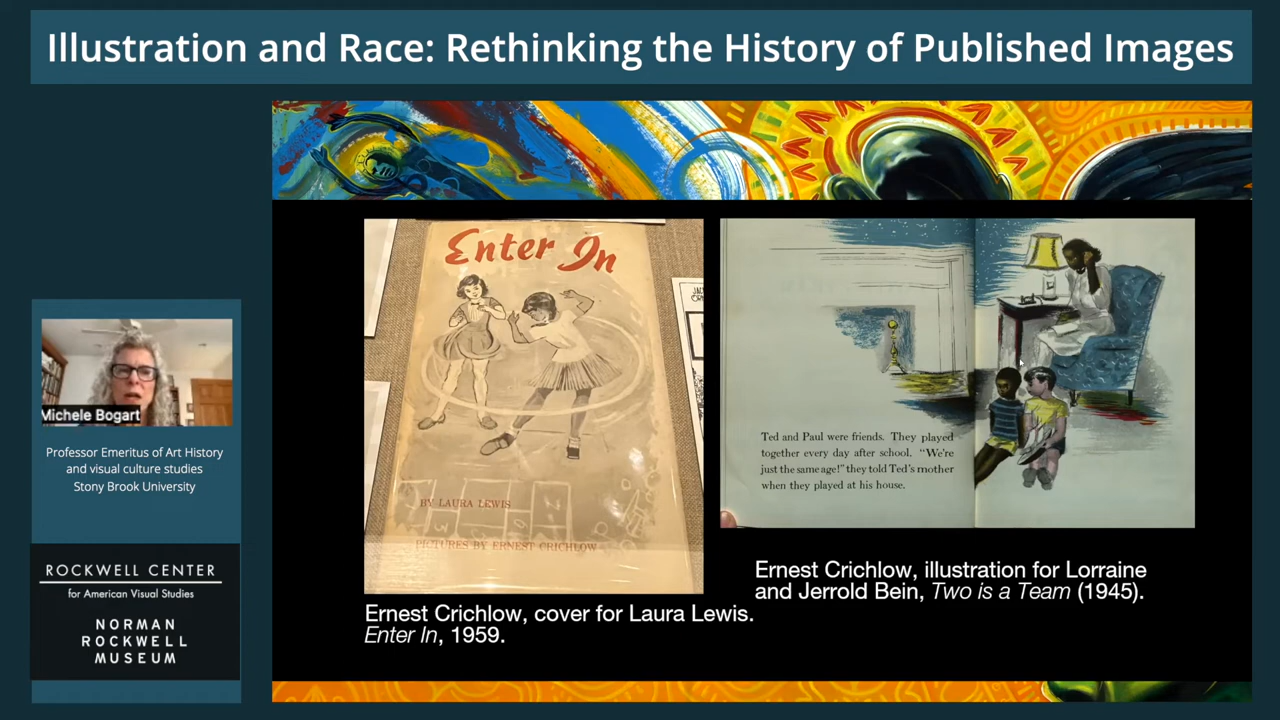 Illustration and Race: Rethinking the History of Published Images
Enter In
BY LAURA LEWIS
PICTURES BY ERNEST CRICHLOW
Ted and Paul were friends. They played
together every day after school. "We're
just the same age!" they told Ted's mother
when they played at his house.
Ernest Crichlow, illustration for Lorraine
and Jerrold Bein, Two is a Team (1945).
Ernest Crichlow, cover for Laura Lewis.
Enter In, 1959.
Michele Bogart
Professor Emeritus of Art History
and visual culture studies
Stony Brook University
ROCKWELL CENTER
for American Visual Studies
NORMAN
ROCKWELL
MUSEUM